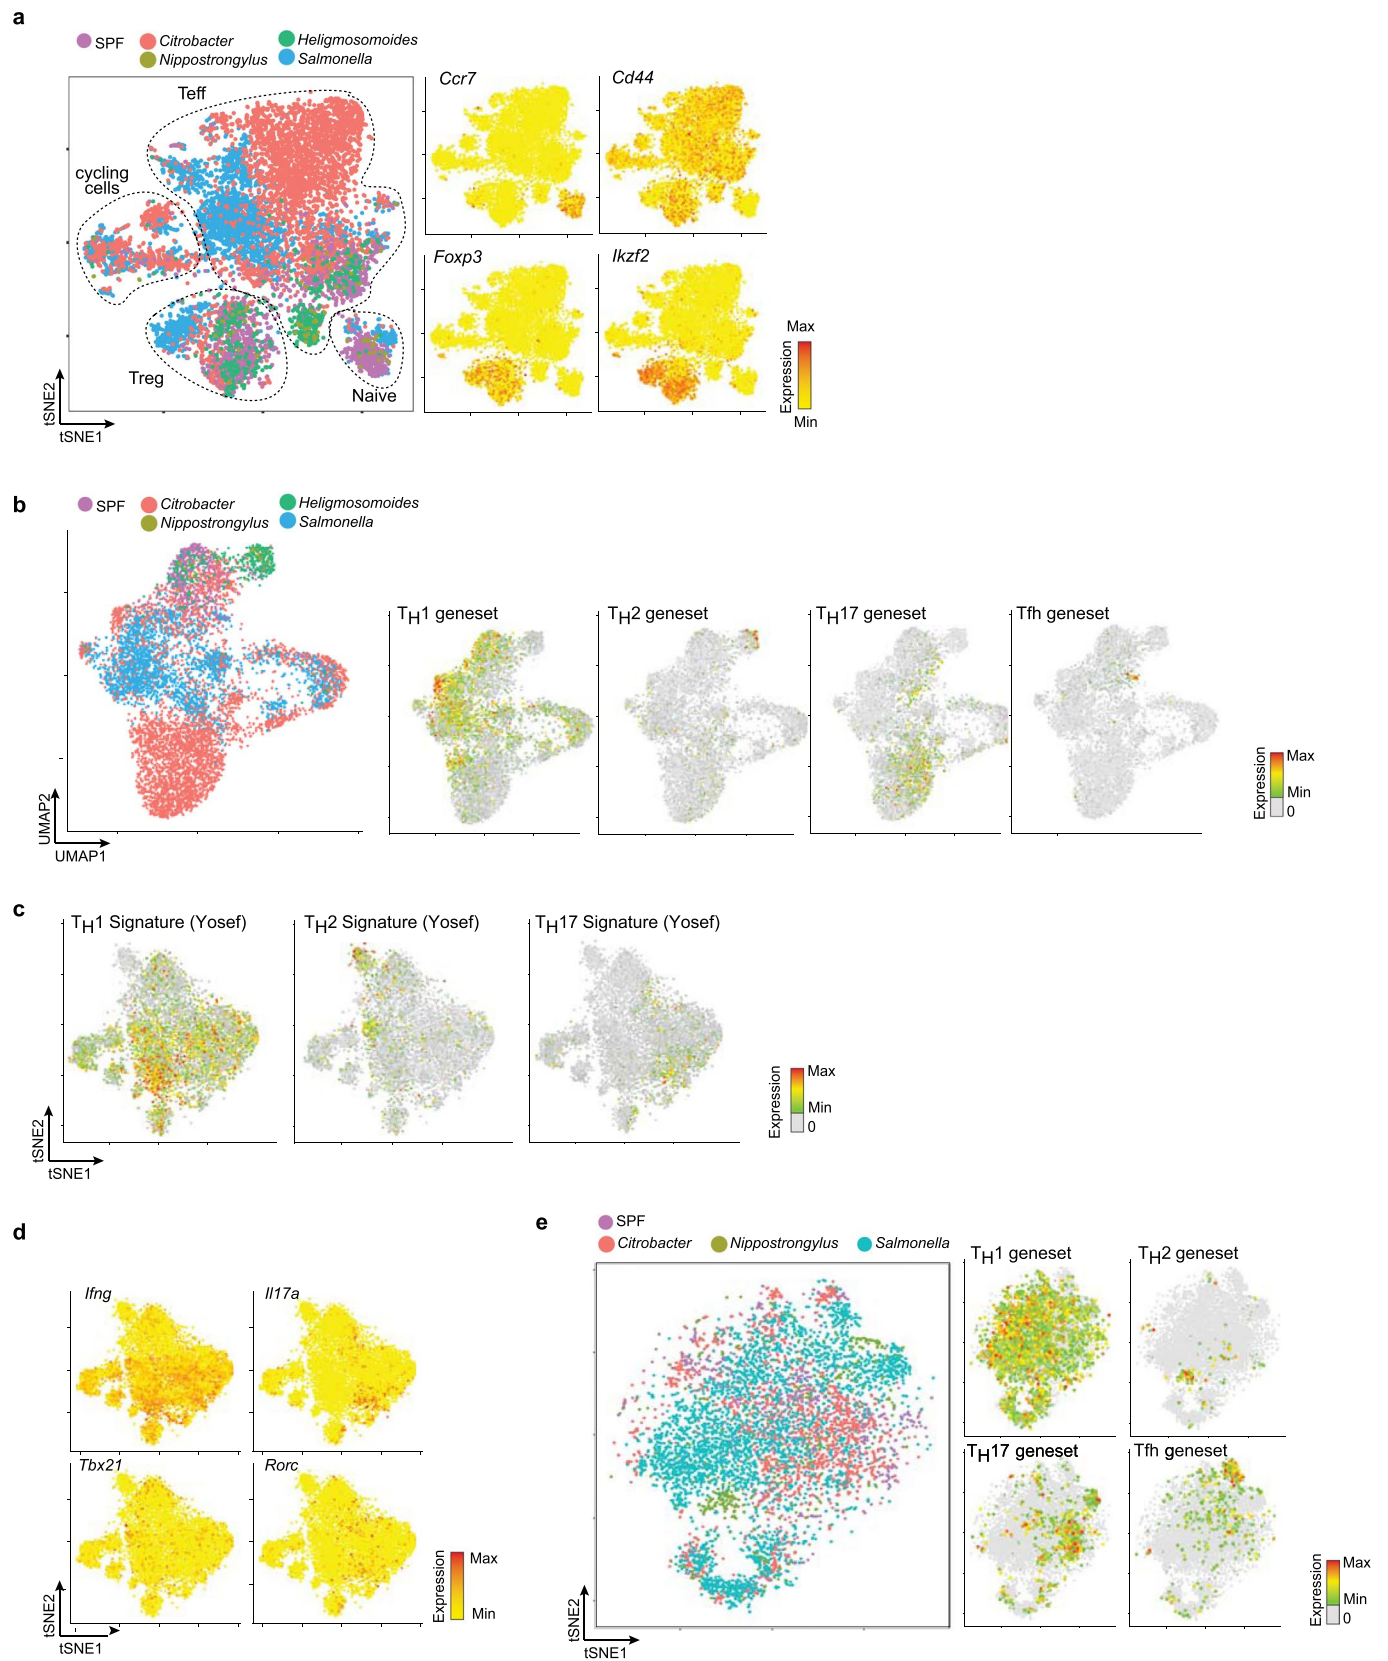 a
SPF
Citrobacter
Heligmosomoides
Nippostrongylus
Salmonella
Teff
cycling
cells
Treg
Naive
tSNE2
tSNE1
Ccr7
Cd44
Foxp3
Ikzf2
Max
Expression
Min
b
SPF
Citrobacter
Heligmosomoides
Nippostrongylus
Salmonella
UMAP2
UMAP1
TH1 geneset
TH2 geneset
TH17 geneset
Tfh geneset
Expression
Max
Min
0
c
TH1 Signature (Yosef)
TH2 Signature (Yosef)
TH17 Signature (Yosef)
tSNE2
tSNE1
Expression
Max
Min
0
d
Ifng
Il17a
Tbx21
Rorc
tSNE2
tSNE1
Expression
Max
Min
e
SPF
Citrobacter
Nippostrongylus
Salmonella
tSNE2
tSNE1
TH1 geneset
TH2 geneset
TH17 geneset
Tfh geneset
Expression
Max
Min
0